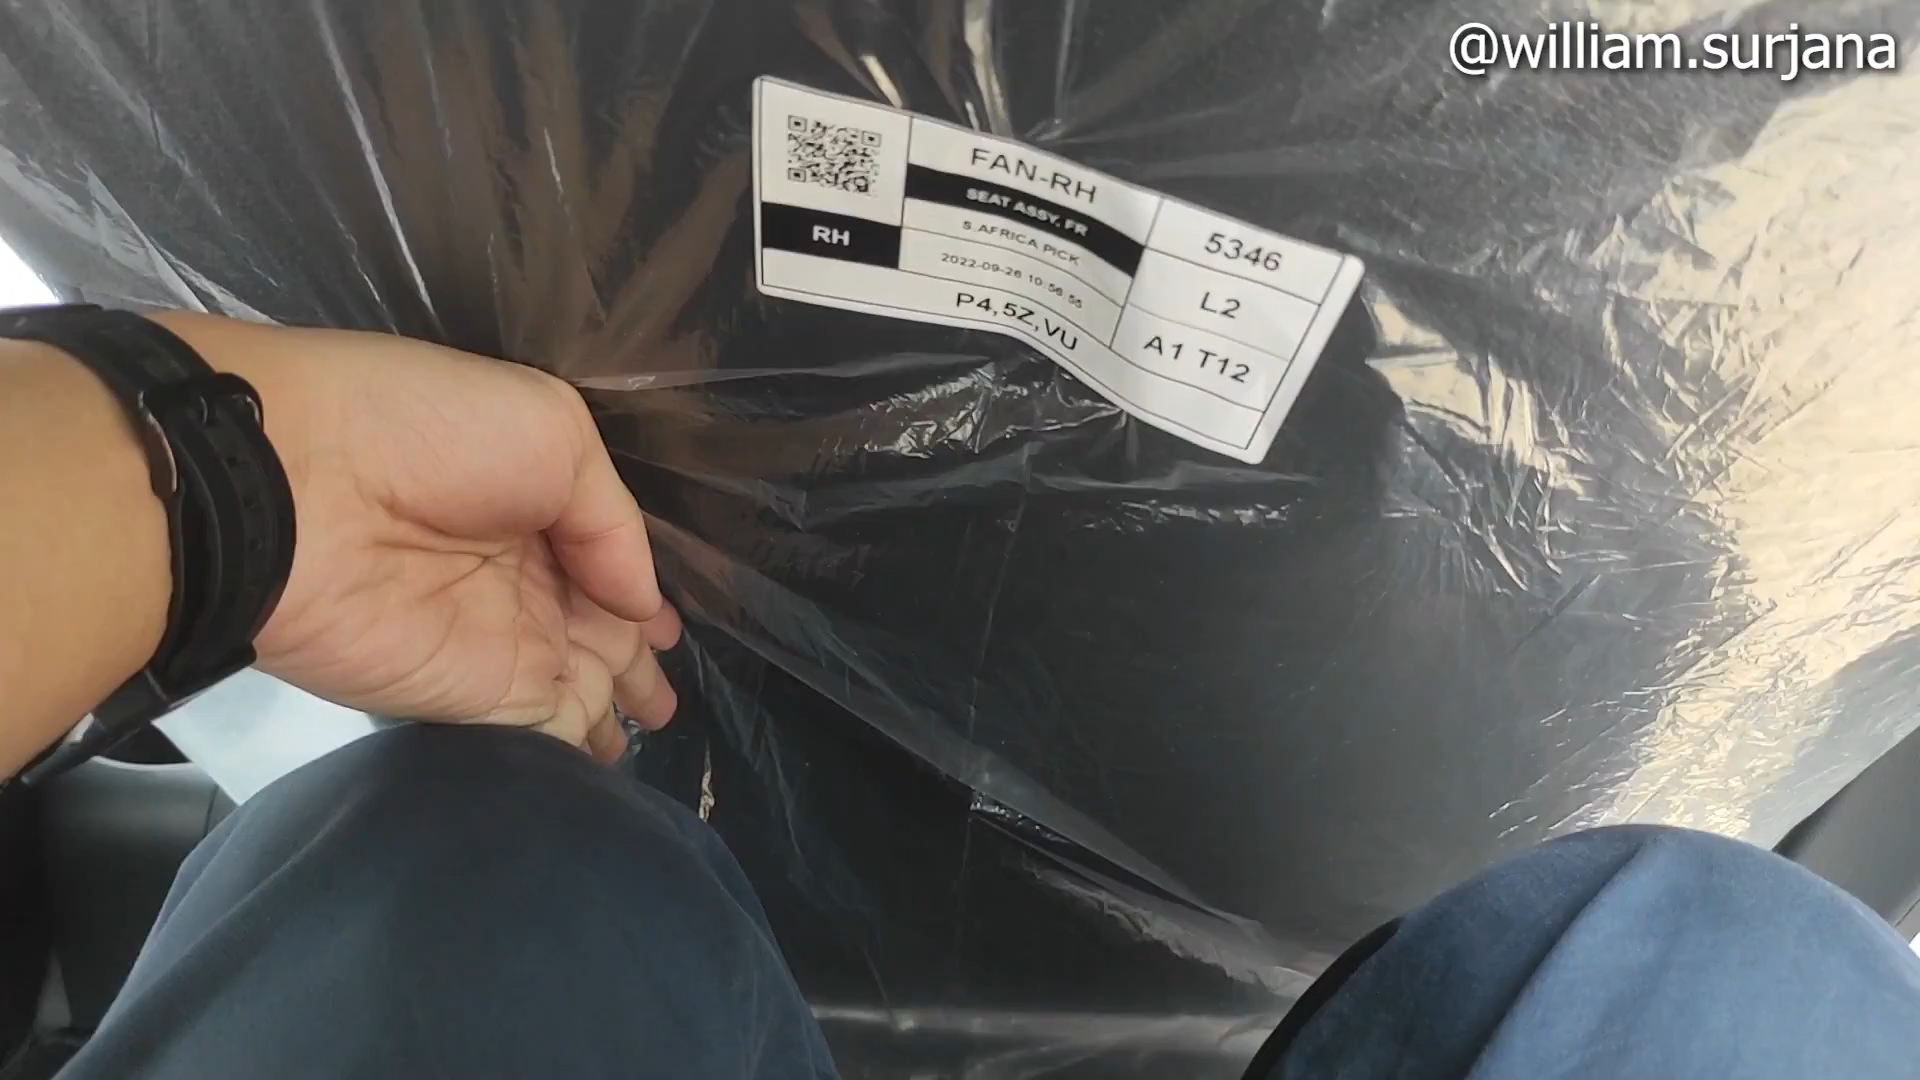 @william.surjana
FAN-RH
SEAT ASSY, FR
RH
S.AFRICA PICK
2022-09-26 10:56:55
P4,5Z,VU
5346
L2
A1 T12